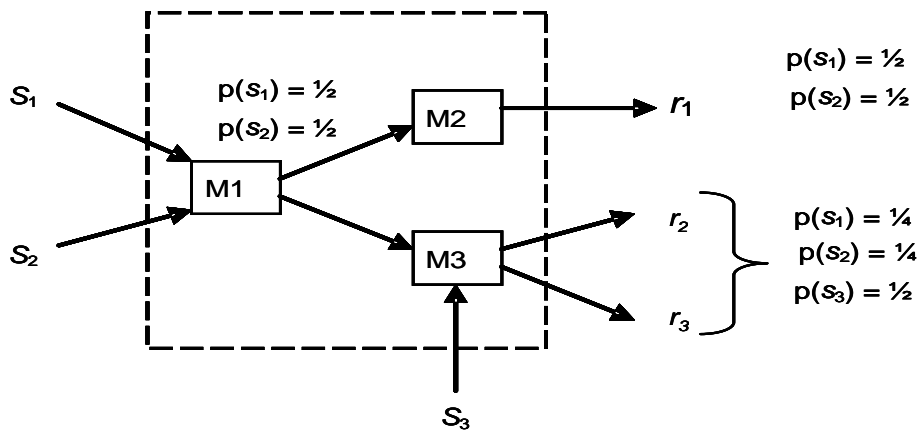 S1
S2
p(s1) = ½
p(s2) = ½
M1
M2
M3
S3
r1
p(s1) = ½
p(s2) = ½
r2
r3
p(s1) = ¼
p(s2) = ¼
p(s3) = ½